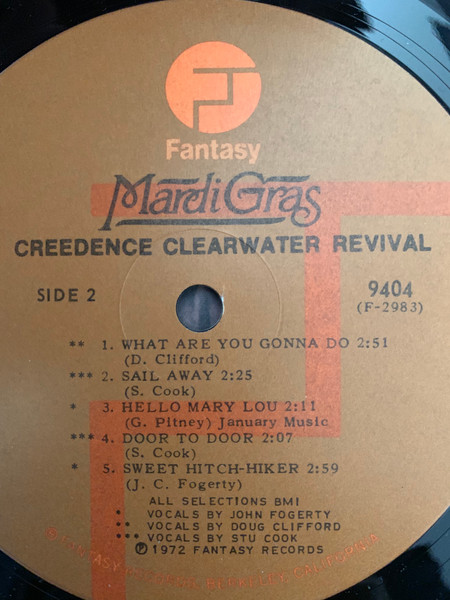 Fantasy
Mardi Gras
CREEDENCE CLEARWATER REVIVAL
SIDE 2
9404
(F-2983)
** 1. WHAT ARE YOU GONNA DO 2:51
(D. Clifford)
*** 2. SAIL AWAY 2:25
(S. Cook)
* 3. HELLO MARY LOU 2:11
(G. Pitney) January Music
*** 4. DOOR TO DOOR 2:07
(S. Cook)
* 5. SWEET HITCH-HIKER 2:59
(J. C. Fogerty)
ALL SELECTIONS BMI
* VOCALS BY JOHN FOGERTY
** VOCALS BY DOUG CLIFFORD
*** VOCALS BY STU COOK
℗ 1972 FANTASY RECORDS
FANTASY BERKELEY, CALIFORNIA